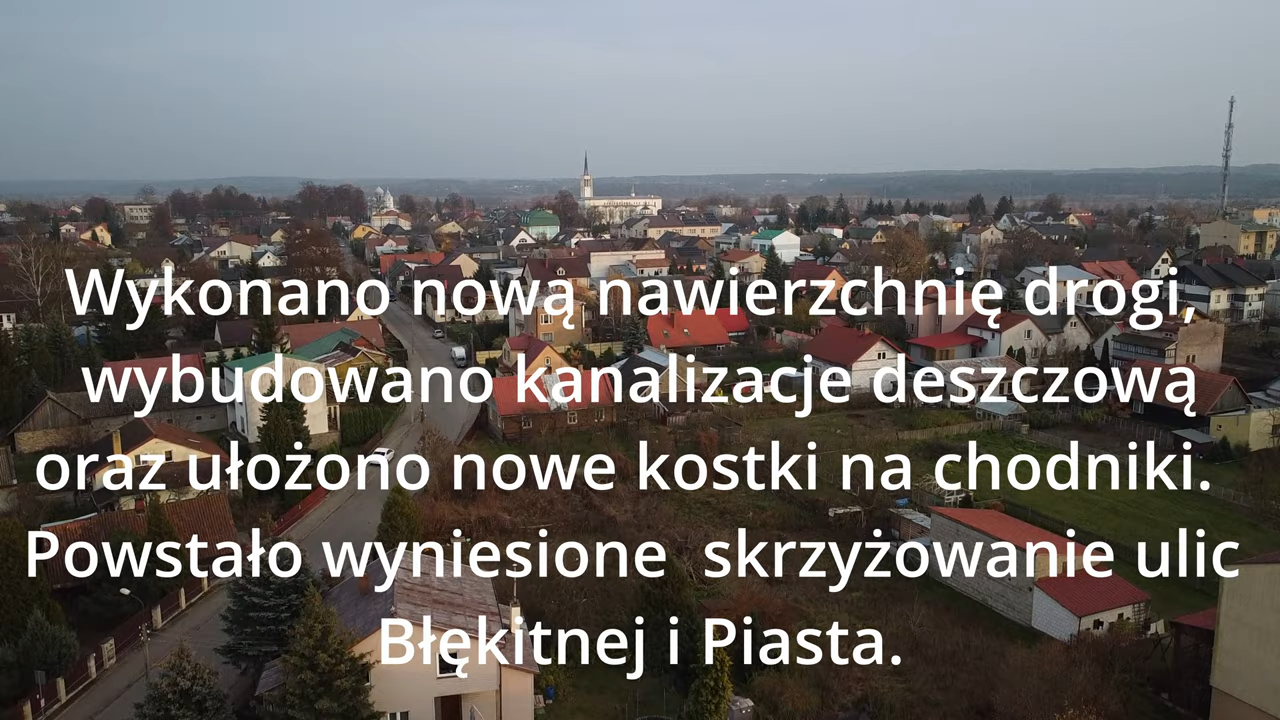 Wykonano nową nawierzchnię drogi,
wybudowano kanalizacje deszczową
oraz ułożono nowe kostki na chodniki.
Powstało wyniesione  skrzyżowanie ulic
Błękitnej i Piasta.